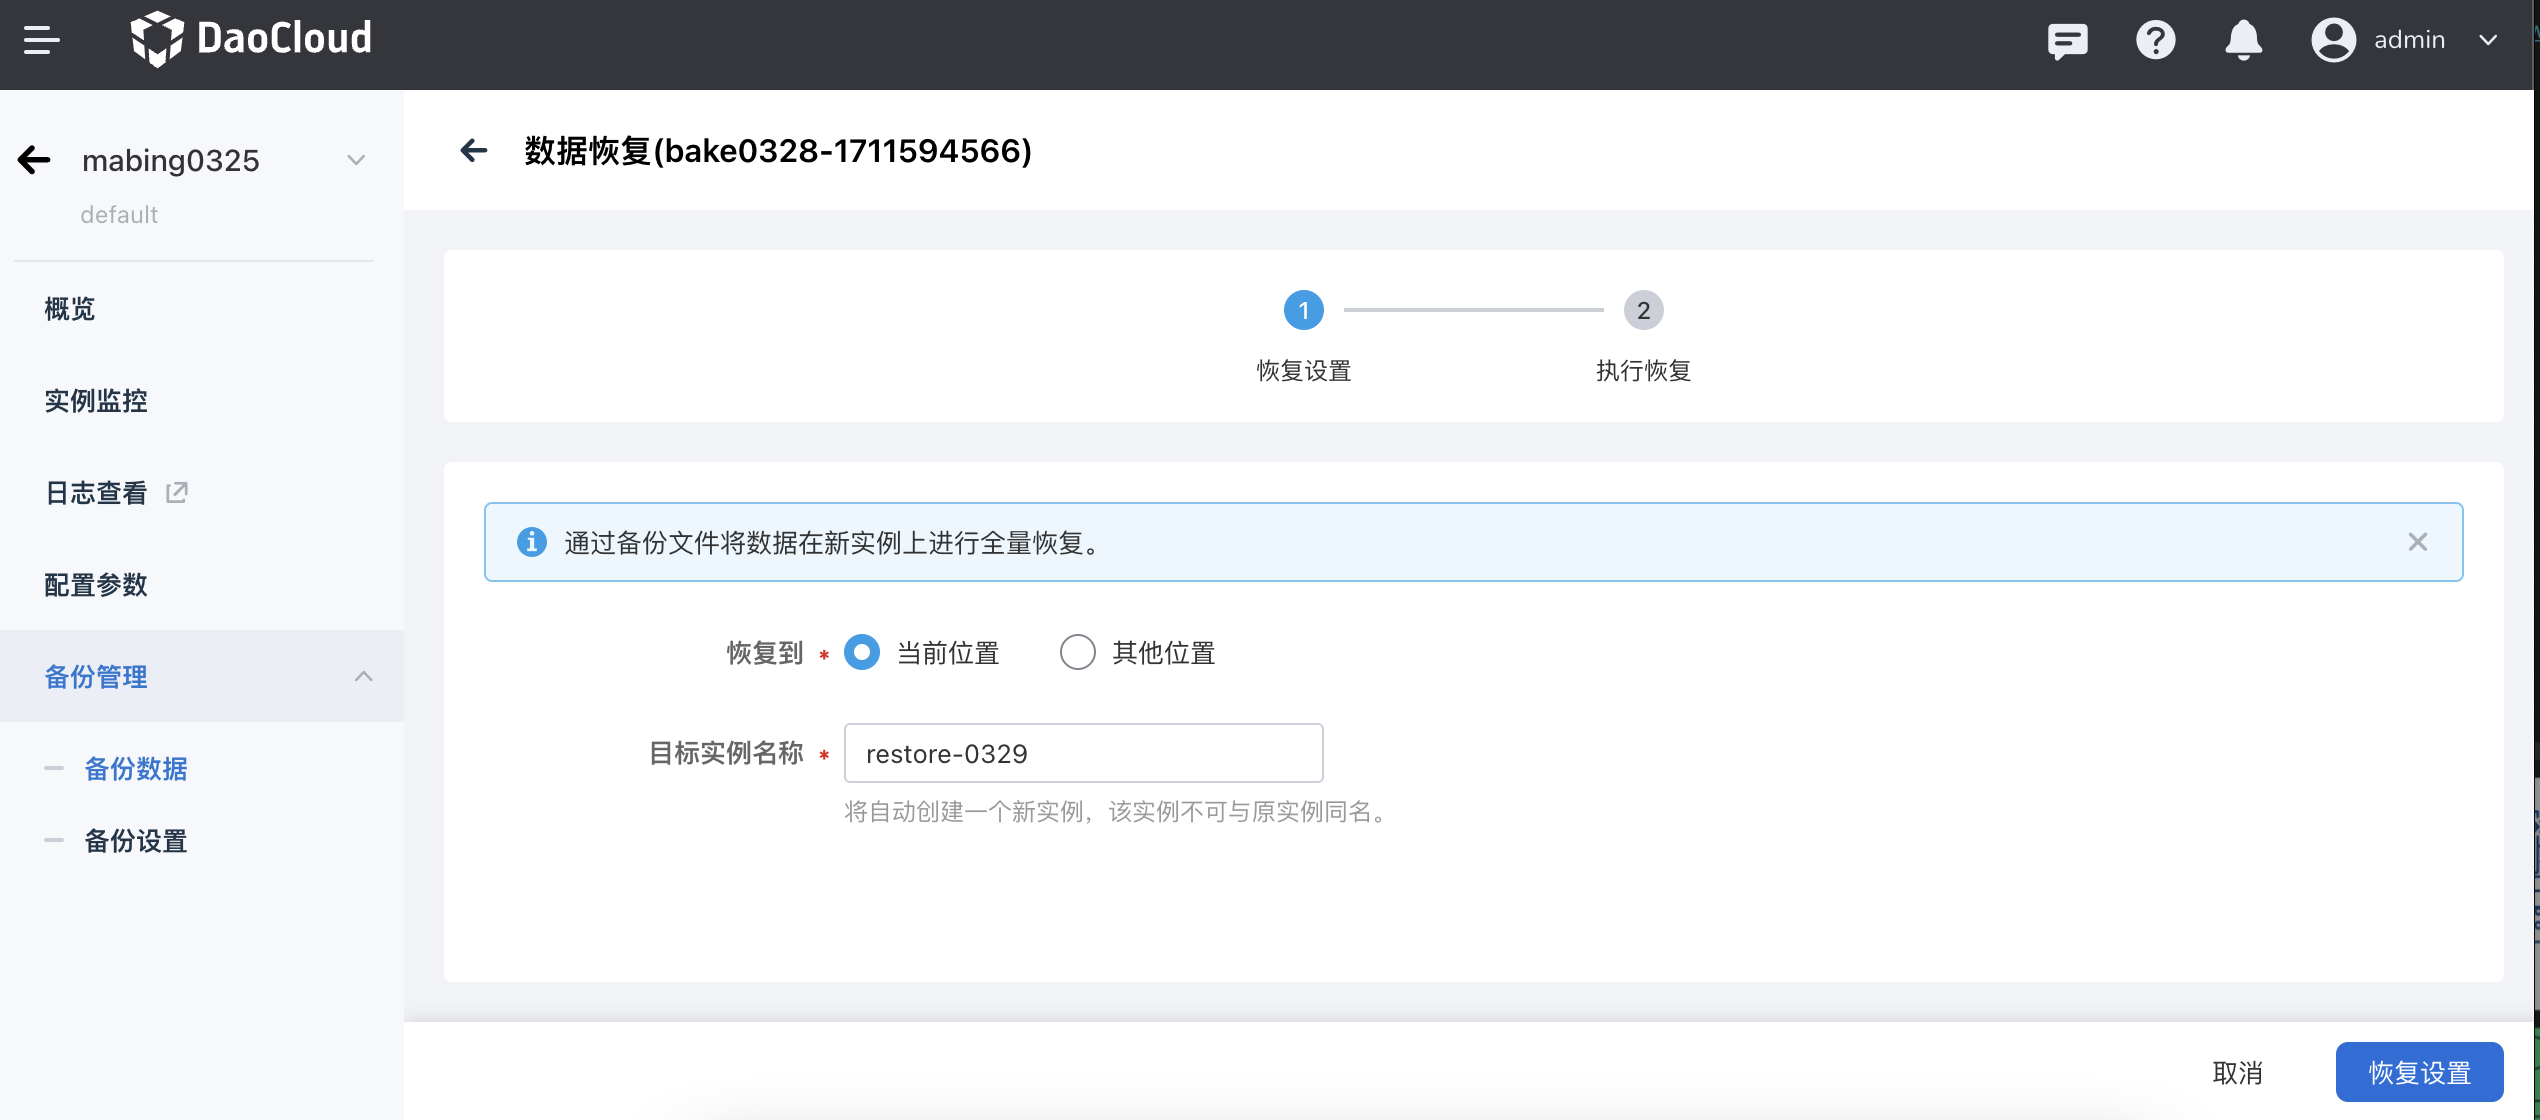 DaoCloud
admin
mabing0325
default
概览
实例监控
日志查看
配置参数
备份管理
备份数据
备份设置
数据恢复(bake0328-1711594566)
1
2
恢复设置
执行恢复
通过备份文件将数据在新实例上进行全量恢复。
恢复到 * 当前位置 其他位置
目标实例名称 * restore-0329
将自动创建一个新实例，该实例不可与原实例同名。
取消
恢复设置